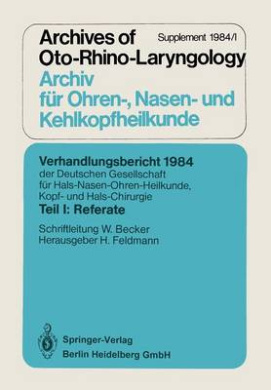 Archives of Supplement 1984/I
Oto-Rhino-Laryngology
Archiv
für Ohren-, Nasen- und
Kehlkopfheilkunde
Verhandlungsbericht 1984
der Deutschen Gesellschaft
für Hals-Nasen-Ohren-Heilkunde,
Kopf- und Hals-Chirurgie
Teil I: Referate
Schriftleitung W. Becker
Herausgeber H. Feldmann
Springer-Verlag
Berlin Heidelberg GmbH